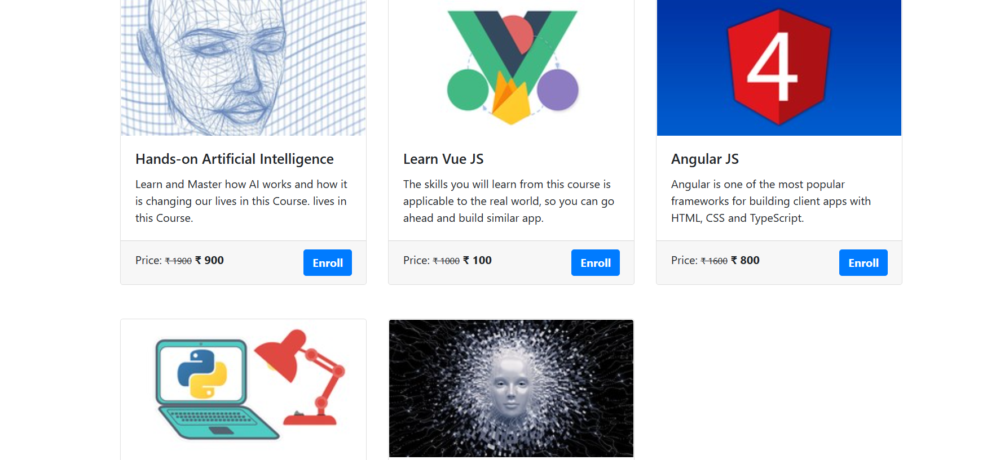 4
Hands-on Artificial Intelligence
Learn and Master how AI works and how it
is changing our lives in this Course. lives in
this Course.
Price: ₹ 1900 ₹ 900
Enroll
Learn Vue JS
The skills you will learn from this course is
applicable to the real world, so you can go
ahead and build similar app.
Price: ₹ 1000 ₹ 100
Enroll
Angular JS
Angular is one of the most popular
frameworks for building client apps with
HTML, CSS and TypeScript.
Price: ₹ 1600 ₹ 800
Enroll